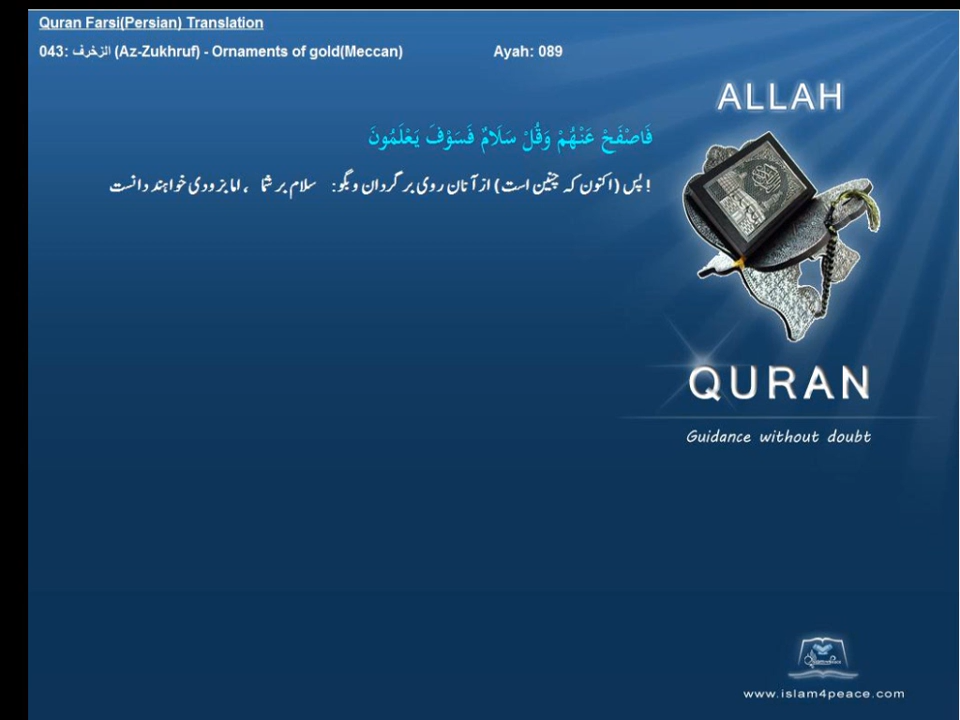 Quran Farsi(Persian) Translation
043: الزخرف (Az-Zukhruf) - Ornaments of gold(Meccan) Ayah: 089
فَاصْفَحْ عَنْهُمْ وَقُلْ سَلَامٌ فَسَوْفَ يَعْلَمُونَ
پس (اکنون که چنین است) از آنان روی بر گردان و بگو: سلام بر شما ، اما بزودی خواهند دانست!
ALLAH
QURAN
Guidance without doubt
www.islam4peace.com